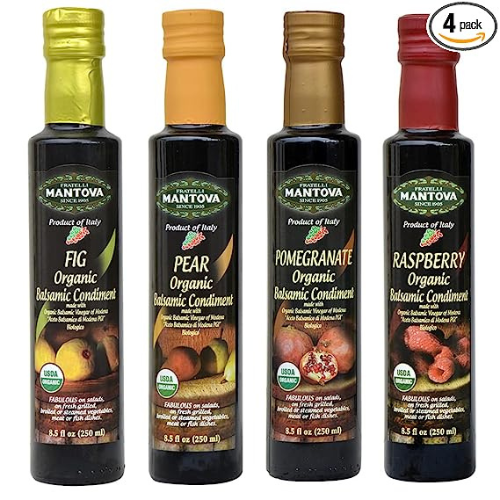 4 pack
FRATELLI
MANTOVA
SINCE 1905
Product of Italy
FIG
Organic
Balsamic Condiment
made with
Organic Balsamic Vinegar of Modena
"Aceto Balsamico di Modena PGI"
Biologico
USDA
ORGANIC
FABULOUS on salads,
on fresh grilled,
broiled or steamed vegetables,
meat or fish dishes.
8.5 fl oz (250 ml)
FRATELLI
MANTOVA
SINCE 1905
Product of Italy
PEAR
Organic
Balsamic Condiment
made with
Organic Balsamic Vinegar of Modena
"Aceto Balsamico di Modena PGI"
Biologico
USDA
ORGANIC
FABULOUS on salads,
on fresh grilled,
broiled or steamed vegetables,
meat or fish dishes.
8.5 fl oz (250 ml)
FRATELLI
MANTOVA
SINCE 1905
Product of Italy
POMEGRANATE
Organic
Balsamic Condiment
made with
Organic Balsamic Vinegar of Modena
"Aceto Balsamico di Modena PGI"
Biologico
USDA
ORGANIC
FABULOUS on salads,
on fresh grilled,
broiled or steamed vegetables,
meat or fish dishes.
8.5 fl oz (250 ml)
FRATELLI
MANTOVA
SINCE 1905
Product of Italy
RASPBERRY
Organic
Balsamic Condiment
made with
Organic Balsamic Vinegar of Modena
"Aceto Balsamico di Modena PGI"
Biologico
USDA
ORGANIC
FABULOUS on salads,
on fresh grilled,
broiled or steamed vegetables,
meat or fish dishes.
8.5 fl oz (250 ml)